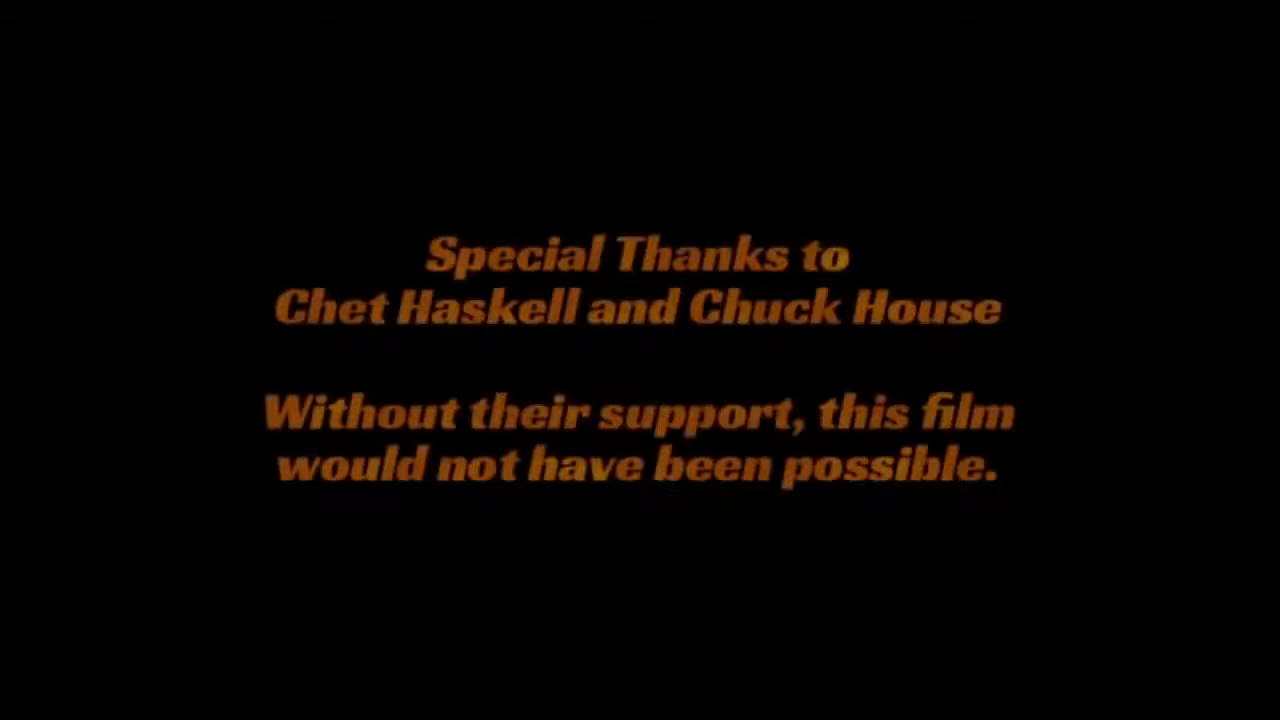 Special Thanks to
Chet Haskell and Chuck House
Without their support, this film
would not have been possible.